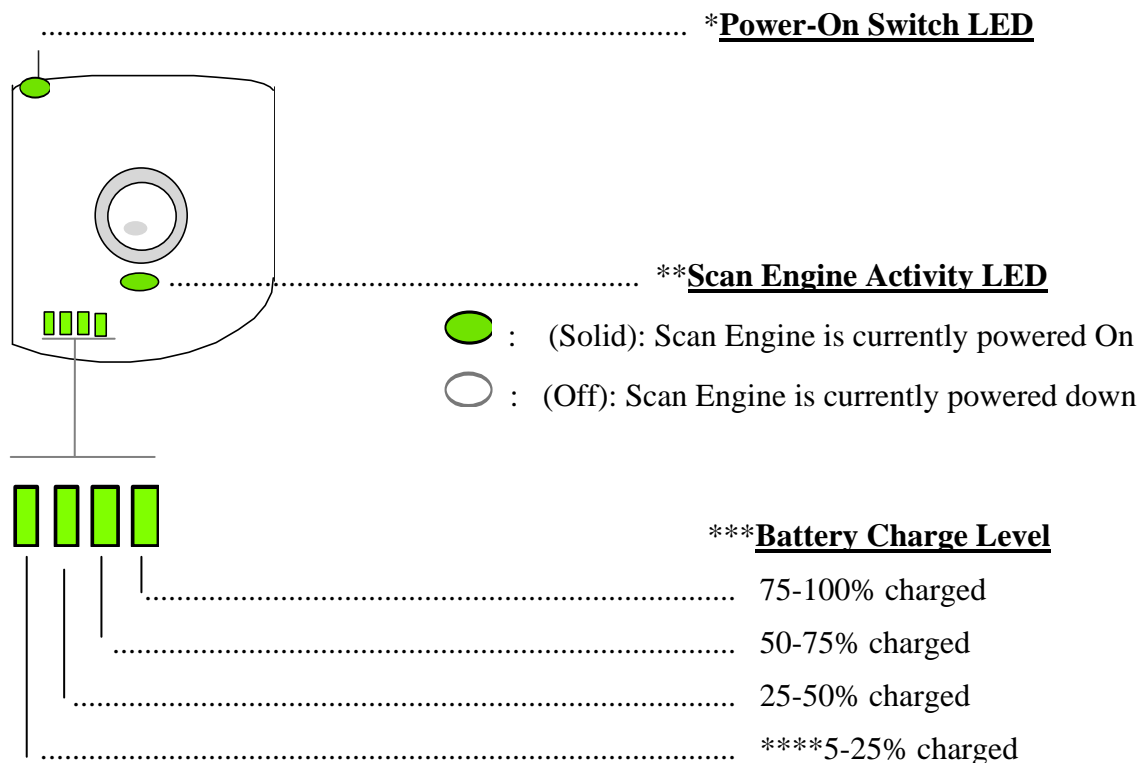 *Power-On Switch LED
**Scan Engine Activity LED
: (Solid): Scan Engine is currently powered On
: (Off): Scan Engine is currently powered down
***Battery Charge Level
75-100% charged
50-75% charged
25-50% charged
****5-25% charged